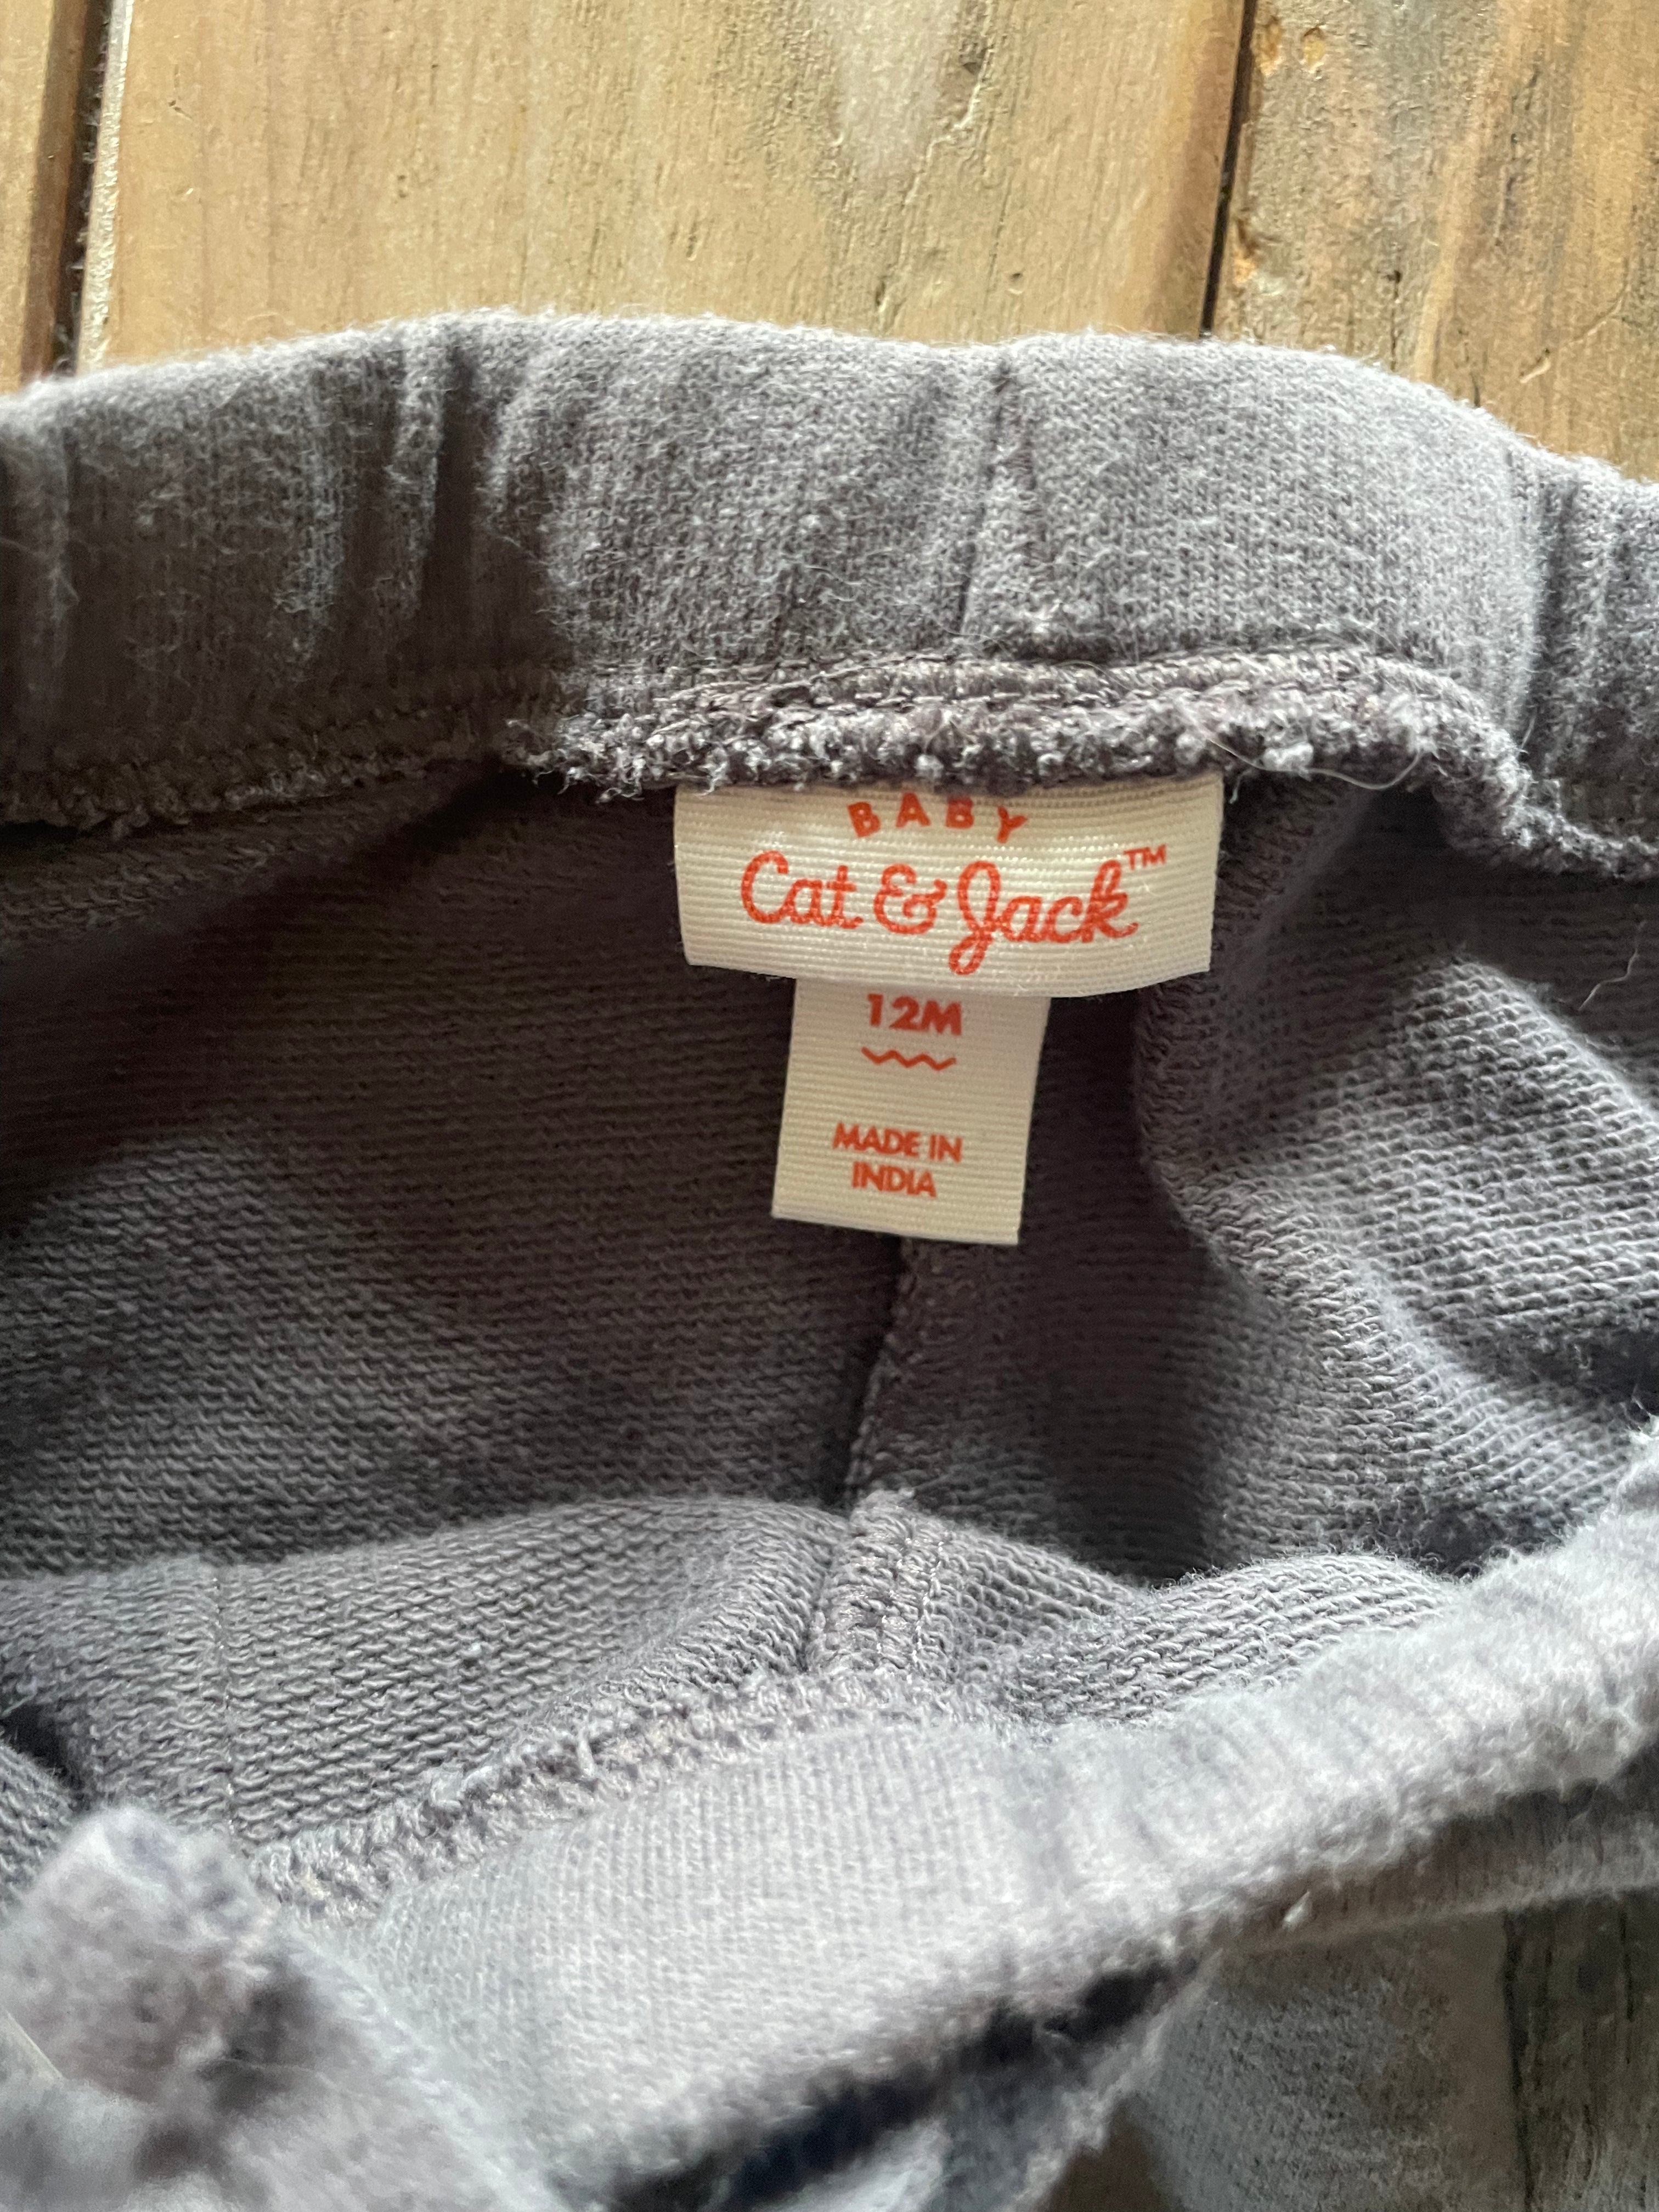 BABY
Cat & Jack™
12M
MADE IN
INDIA